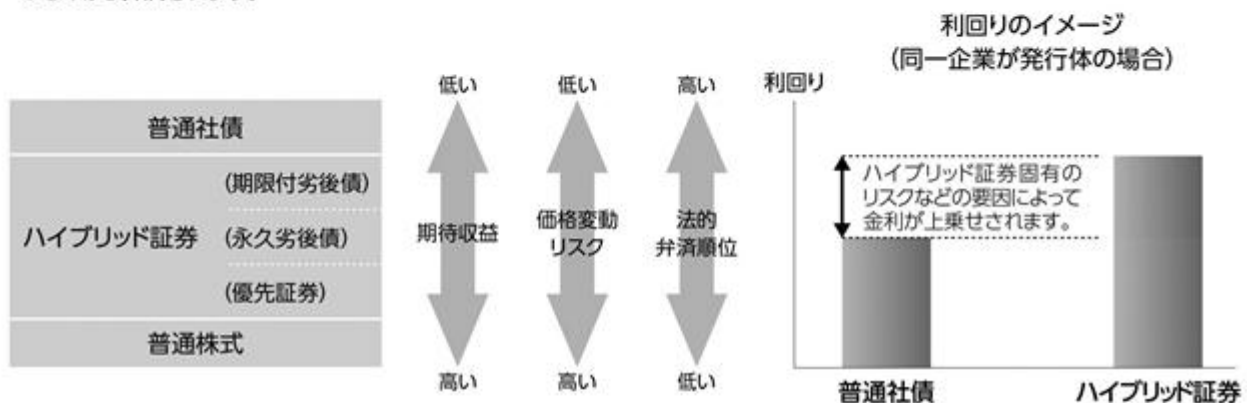 普通社債
ハイブリッド証券
(期限付劣後債)
(永久劣後債)
(優先証券)
普通株式
低い
期待収益
高い
低い
価格変動
リスク
高い
高い
法的
弁済順位
低い
利回りのイメージ
(同一企業が発行体の場合)
利回り
ハイブリッド証券固有の
リスクなどの要因によって
金利が上乗せされます。
普通社債
ハイブリッド証券